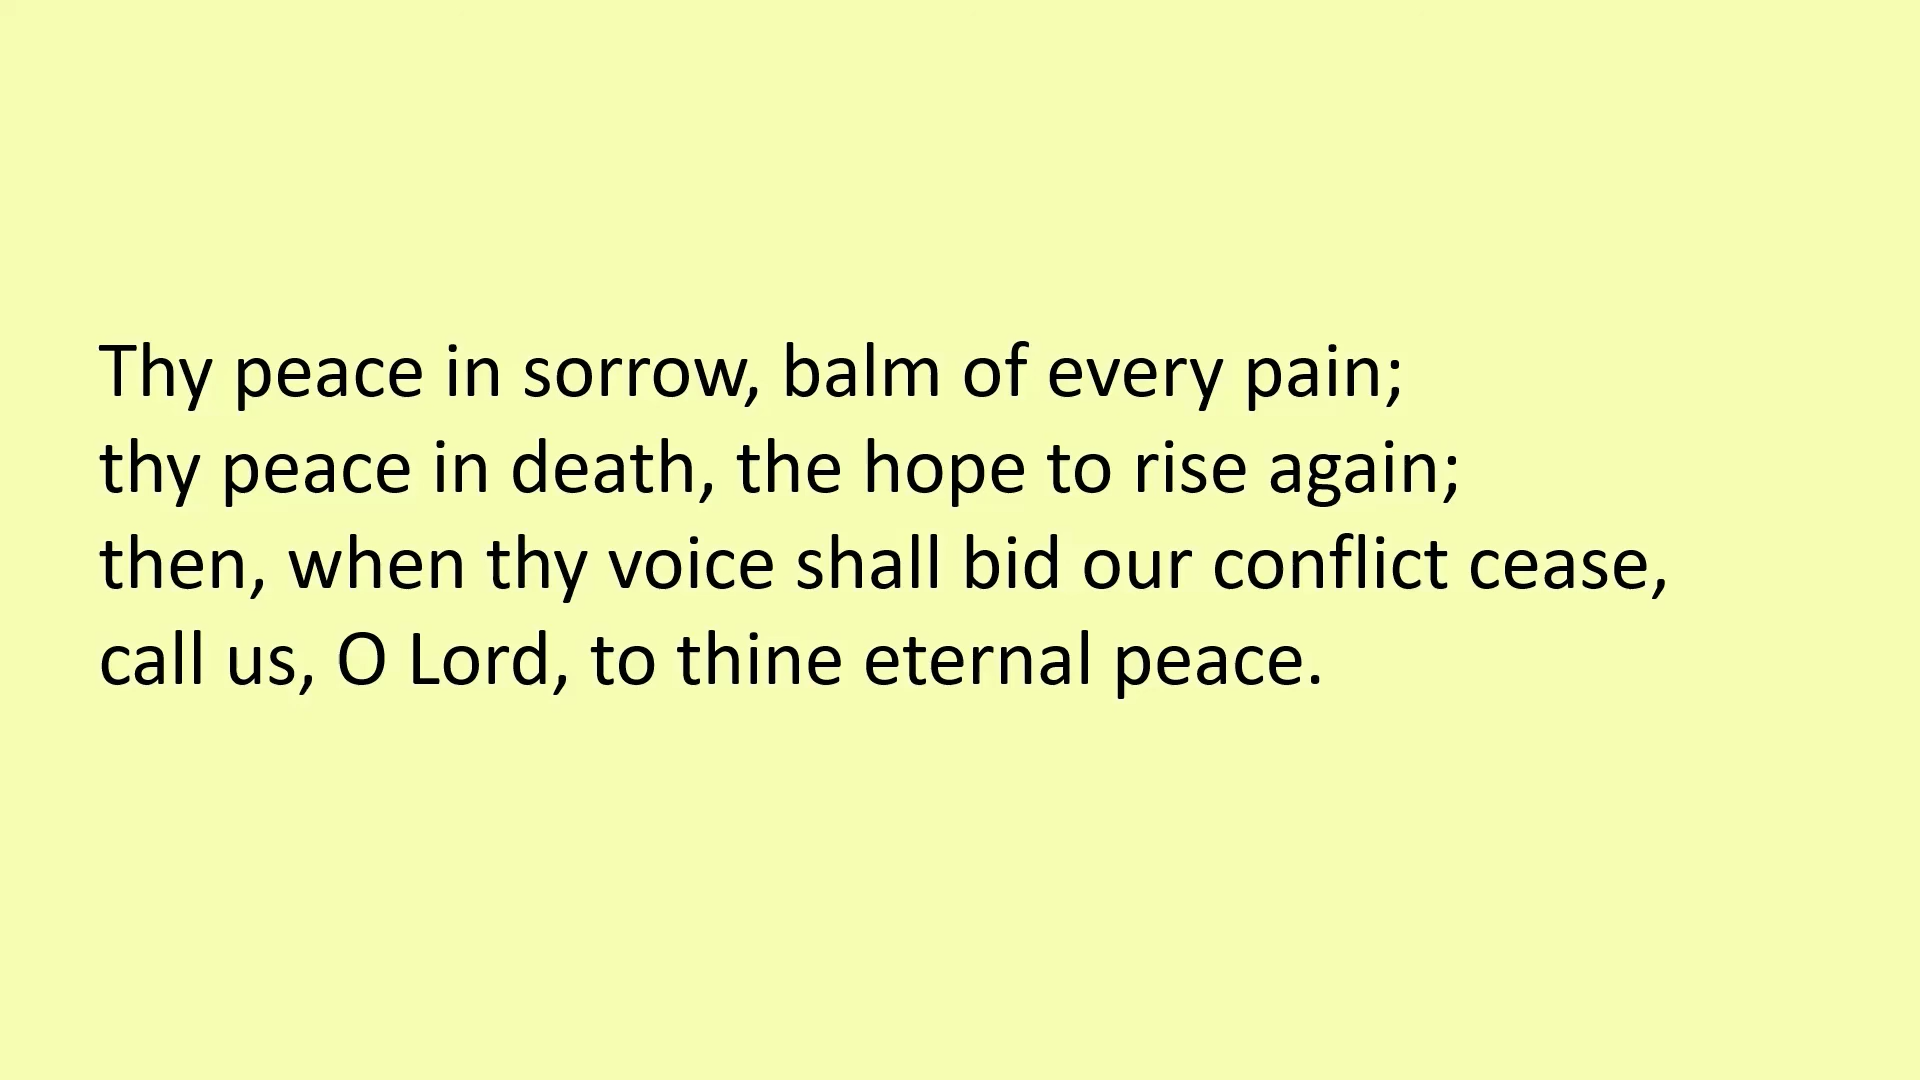 Thy peace in sorrow, balm of every pain;
thy peace in death, the hope to rise again;
then, when thy voice shall bid our conflict cease,
call us, O Lord, to thine eternal peace.